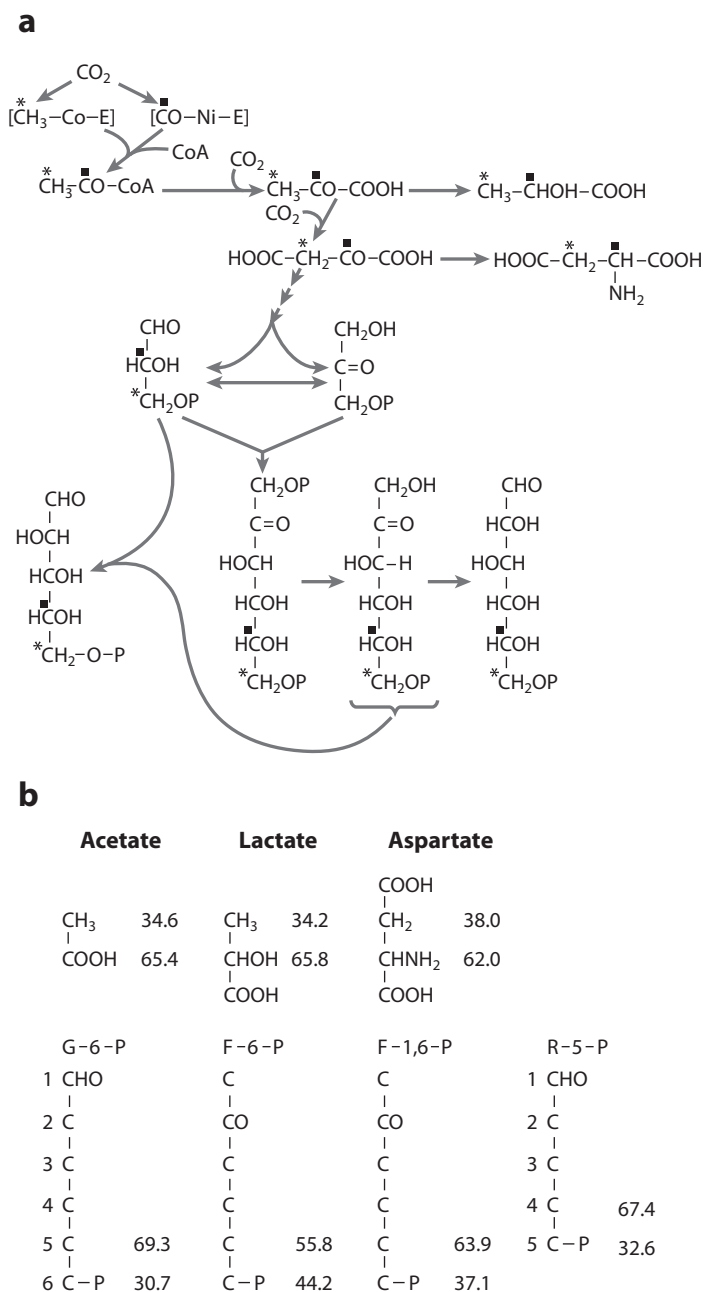 a
CO2
[*CH3–Co–E] [■CO–Ni–E]
CoA
*CH3–■CO–CoA
CO2
*CH3–■CO–COOH
*CH3–■CHOH–COOH
CO2
HOOC–*CH2–■CO–COOH
HOOC–*CH2–■CH–COOH
NH2
CHO
■HCOH
*CH2OP
CH2OH
C=O
CH2OP
CHO
HOCH
HCOH
■HCOH
*CH2–O–P
CH2OP
C=O
HOCH
HCOH
■HCOH
*CH2OP
CH2OH
C=O
HOC–H
HCOH
■HCOH
*CH2OP
CHO
HCOH
HOCH
HCOH
■HCOH
*CH2OP
b
Acetate Lactate Aspartate
COOH
CH3 34.6 CH3 34.2 CH2 38.0
COOH 65.4 CHOH 65.8 CHNH2 62.0
COOH COOH
G–6–P F–6–P F–1,6–P R–5–P
1 CHO C C 1 CHO
2 C CO CO 2 C
3 C C C 3 C
4 C C C 4 C 67.4
5 C 69.3 C 55.8 C 63.9 5 C–P 32.6
6 C–P 30.7 C–P 44.2 C–P 37.1